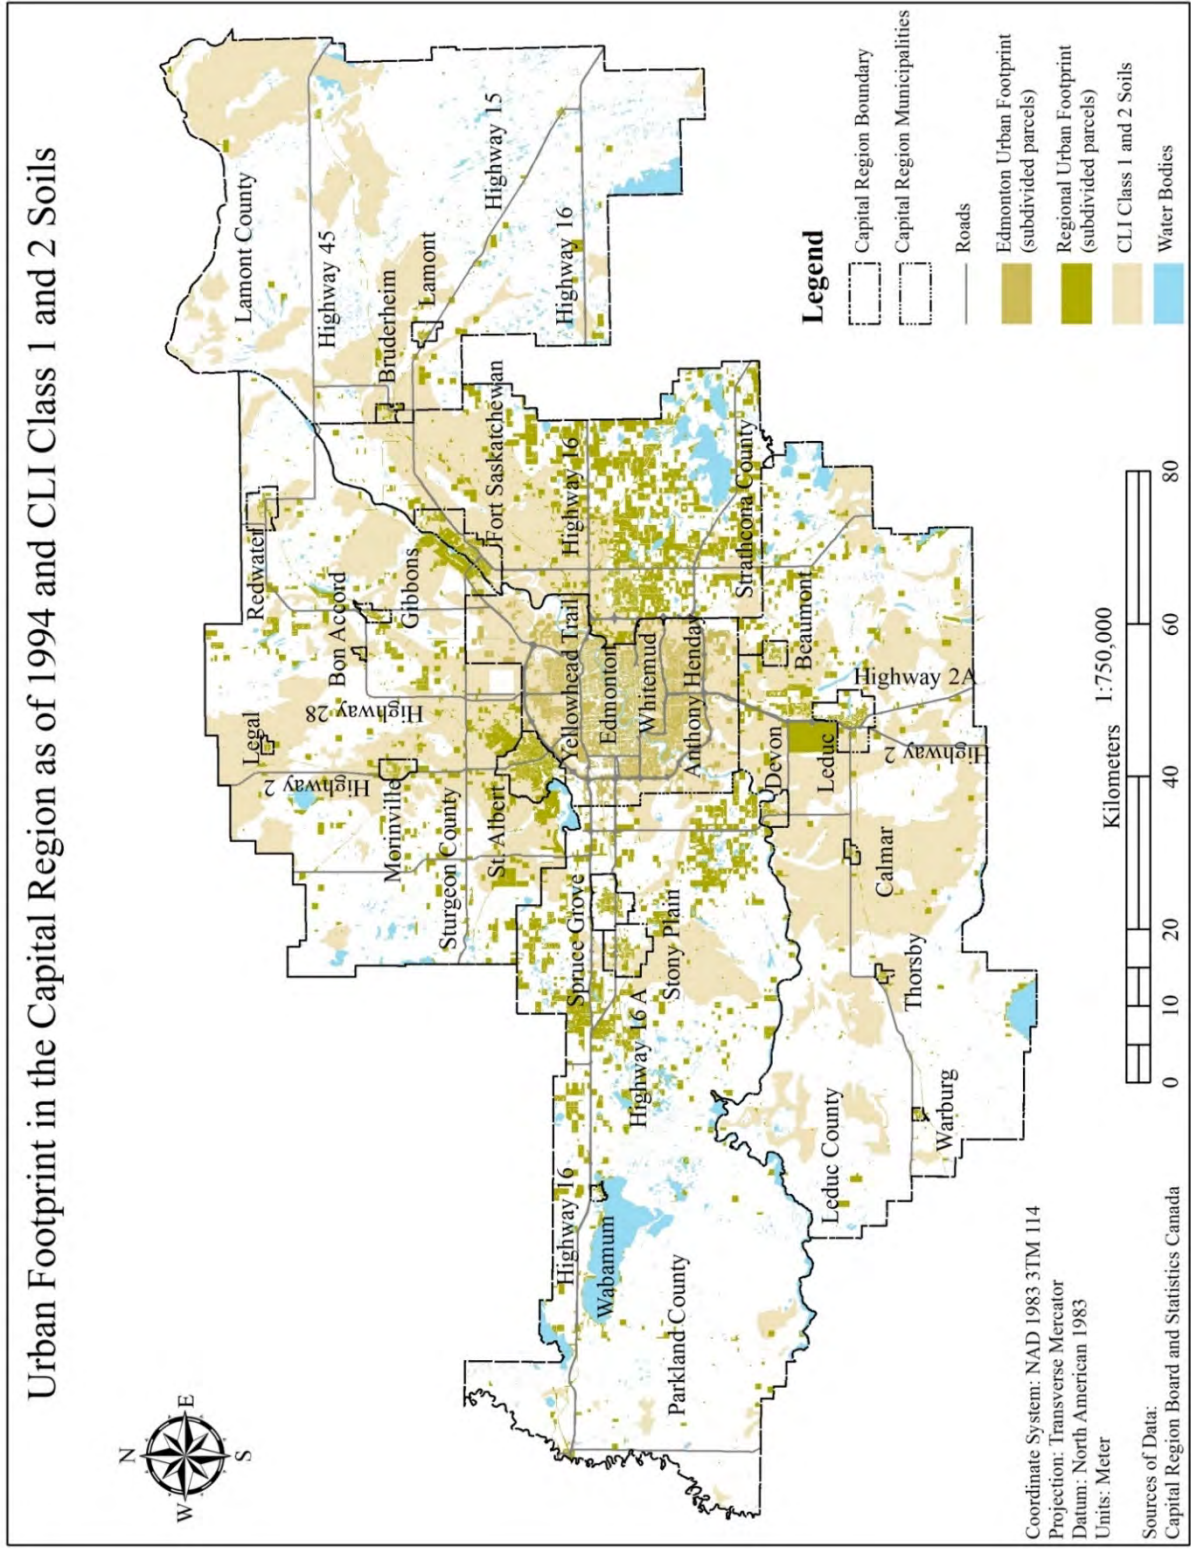 Urban Footprint in the Capital Region as of 1994 and CLI Class 1 and 2 Soils
N
W
E
S
Lamont County
Redwater
Legal
Highway 45
Highway 2
Bon Accord
Highway 28
Bruderheim
Gibbons
Morinville
Lamont
Sturgeon County
Highway 15
Fort Saskatchewan
St. Albert
Highway 16
Highway 16
Yellowhead Trail
Spruce Grove
Highway 16
Edmonton
Wabamum
Whitemud
Highway 16 A
Stony Plain
Parkland County
Anthony Henday
Strathcona County
Devon
Beaumont
Leduc
Leduc County
Highway 2A
Calmar
Thorsby
Warburg
Highway 2
Legend
Capital Region Boundary
Capital Region Municipalities
Roads
Edmonton Urban Footprint
(subdivided parcels)
Regional Urban Footprint
(subdivided parcels)
CLI Class 1 and 2 Soils
Water Bodies
Coordinate System: NAD 1983 3TM 114
Projection: Transverse Mercator
Datum: North American 1983
Units: Meter
Sources of Data:
Capital Region Board and Statistics Canada
Kilometers 1:750,000
0 10 20 40 60 80